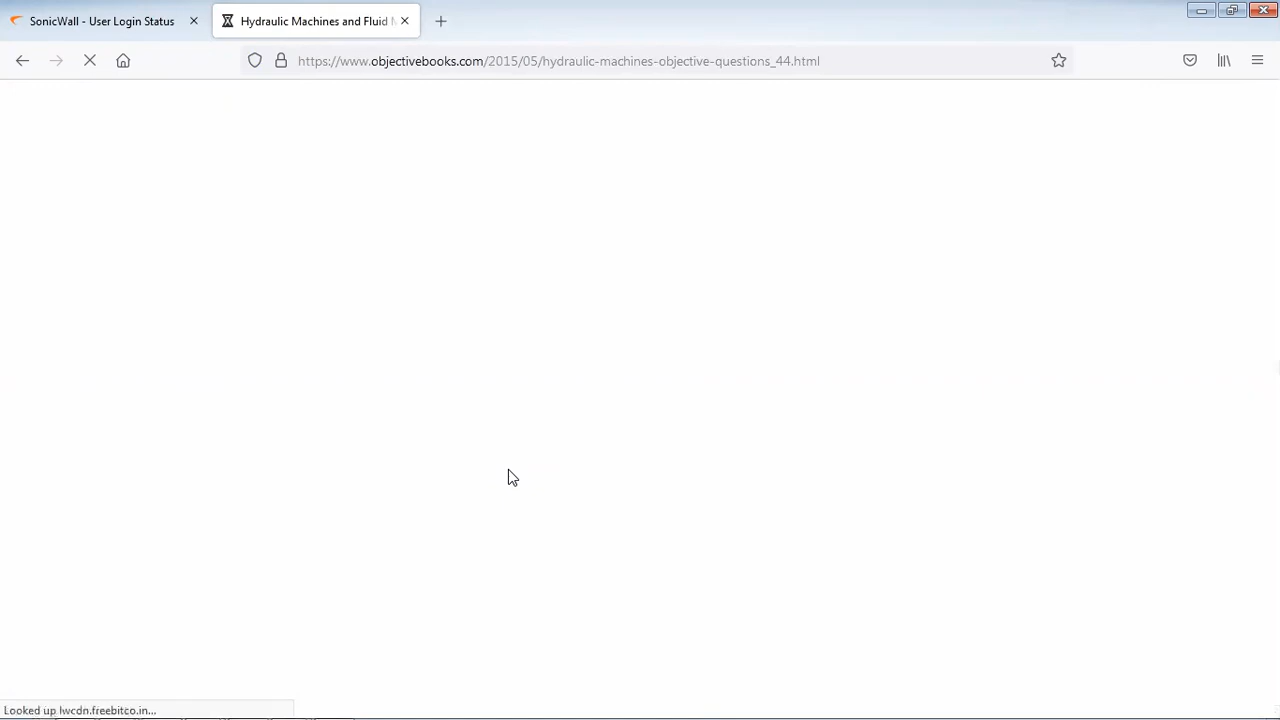 SonicWall - User Login Status
Hydraulic Machines and Fluid
https://www.objectivebooks.com/2015/05/hydraulic-machines-objective-questions_44.html
Looked up lwcdn.freebitco.in...